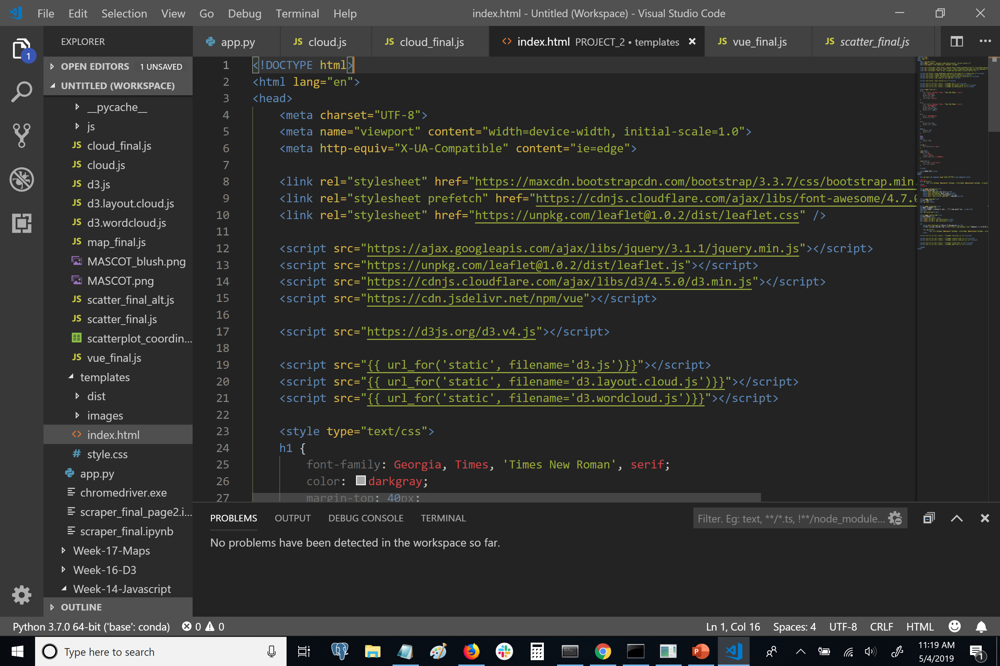 File Edit Selection View Go Debug Terminal Help index.html - Untitled (Workspace) - Visual Studio Code
EXPLORER
1
app.py JS cloud.js JS cloud_final.js <> index.html PROJECT_2 • templates JS vue_final.js JS scatter_final.js
OPEN EDITORS 1 UNSAVED
UNTITLED (WORKSPACE)
__pycache__
js
JS cloud_final.js
JS cloud.js
JS d3.js
JS d3.layout.cloud.js
JS d3.wordcloud.js
JS map_final.js
MASCOT_blush.png
MASCOT.png
JS scatter_final_alt.js
JS scatter_final.js
scatterplot_coordin...
JS vue_final.js
templates
dist
images
<> index.html
# style.css
app.py
chromedriver.exe
scraper_final_page2.i...
scraper_final.ipynb
Week-17-Maps
Week-16-D3
Week-14-Javascript
OUTLINE
1 <!DOCTYPE html>
2 <html lang="en">
3 <head>
4 <meta charset="UTF-8">
5 <meta name="viewport" content="width=device-width, initial-scale=1.0">
6 <meta http-equiv="X-UA-Compatible" content="ie=edge">
7
8 <link rel="stylesheet" href="https://maxcdn.bootstrapcdn.com/bootstrap/3.3.7/css/bootstrap.min.
9 <link rel="stylesheet prefetch" href="https://cdnjs.cloudflare.com/ajax/libs/font-awesome/4.7.0
10 <link rel="stylesheet" href="https://unpkg.com/leaflet@1.0.2/dist/leaflet.css" />
11
12 <script src="https://ajax.googleapis.com/ajax/libs/jquery/3.1.1/jquery.min.js"></script>
13 <script src="https://unpkg.com/leaflet@1.0.2/dist/leaflet.js"></script>
14 <script src="https://cdnjs.cloudflare.com/ajax/libs/d3/4.5.0/d3.min.js"></script>
15 <script src="https://cdn.jsdelivr.net/npm/vue"></script>
16
17 <script src="https://d3js.org/d3.v4.js"></script>
18
19 <script src="{{ url_for('static', filename='d3.js')}}"></script>
20 <script src="{{ url_for('static', filename='d3.layout.cloud.js')}}"></script>
21 <script src="{{ url_for('static', filename='d3.wordcloud.js')}}"></script>
22
23 <style type="text/css">
24 h1 {
25 font-family: Georgia, Times, 'Times New Roman', serif;
26 color: darkgray;
27 margin-top: 40px;
PROBLEMS OUTPUT DEBUG CONSOLE TERMINAL Filter. Eg: text, **/*.ts, !**/node_module...
No problems have been detected in the workspace so far.
Python 3.7.0 64-bit ('base': conda) 0 0 Ln 1, Col 16 Spaces: 4 UTF-8 CRLF HTML
Type here to search
11:19 AM
5/4/2019
1